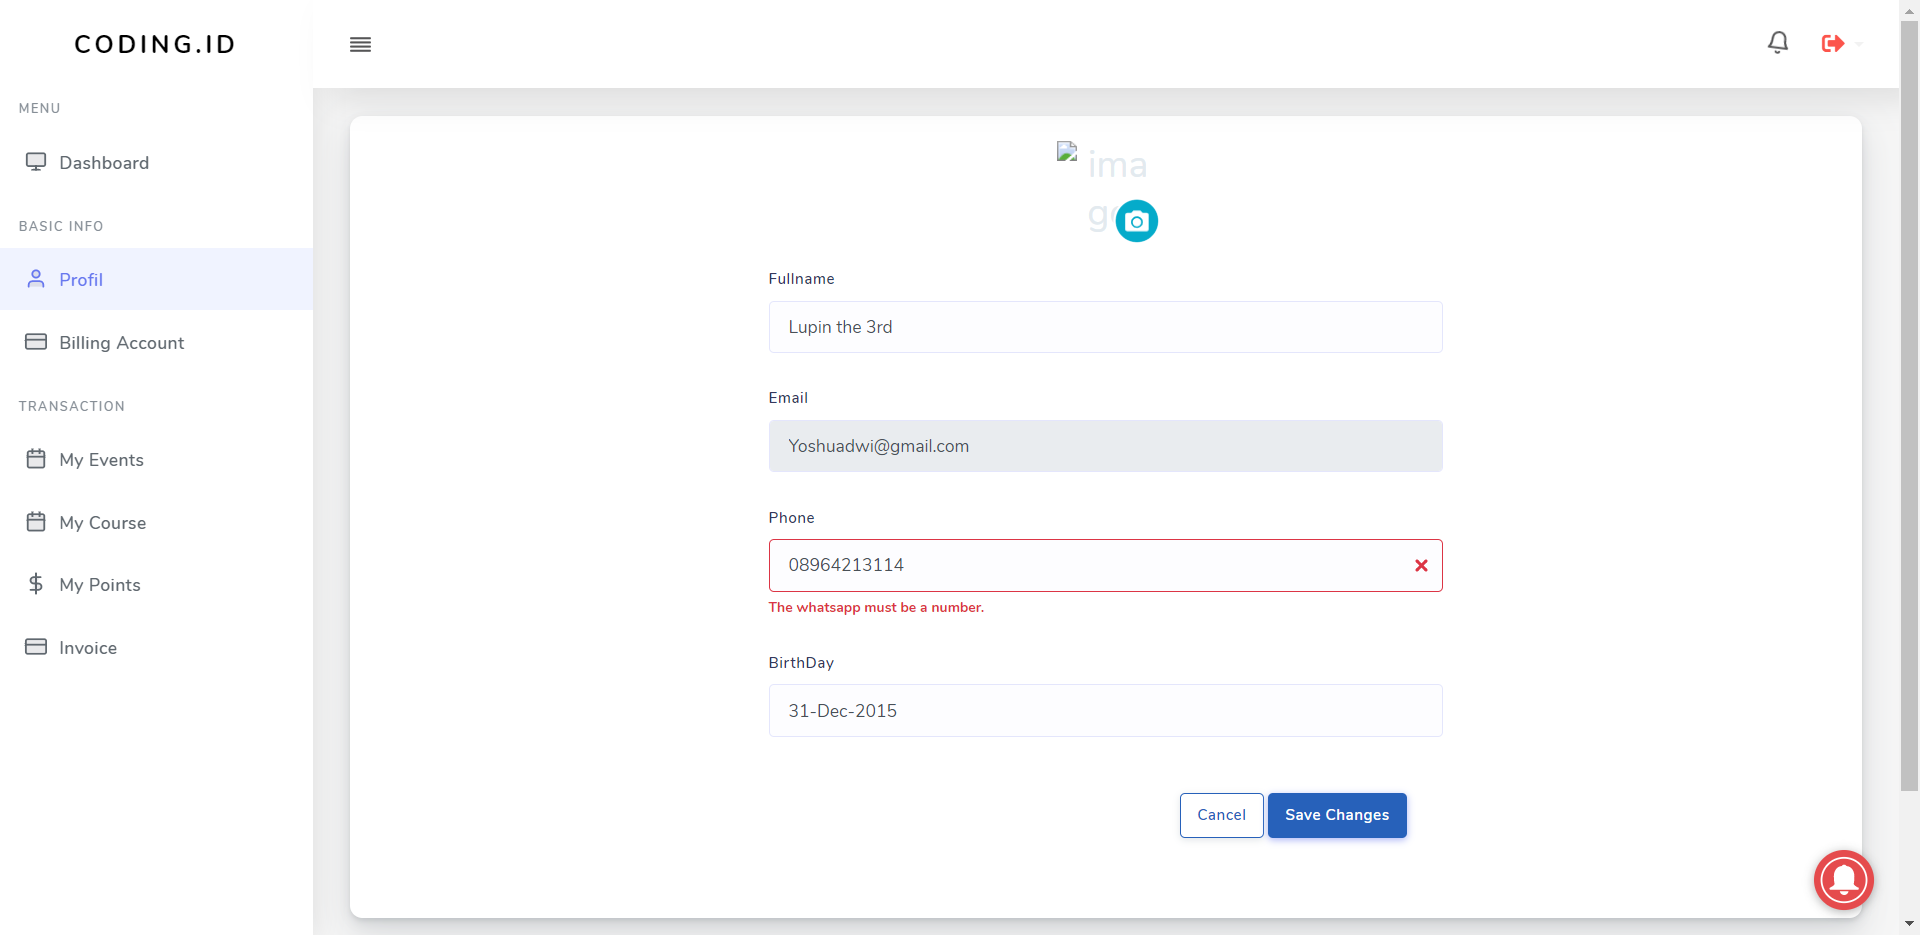 CODING.ID
MENU
Dashboard
BASIC INFO
Profil
Billing Account
TRANSACTION
My Events
My Course
My Points
Invoice
ima
Fullname
Lupin the 3rd
Email
Yoshuadwi@gmail.com
Phone
08964213114
The whatsapp must be a number.
BirthDay
31-Dec-2015
Cancel
Save Changes